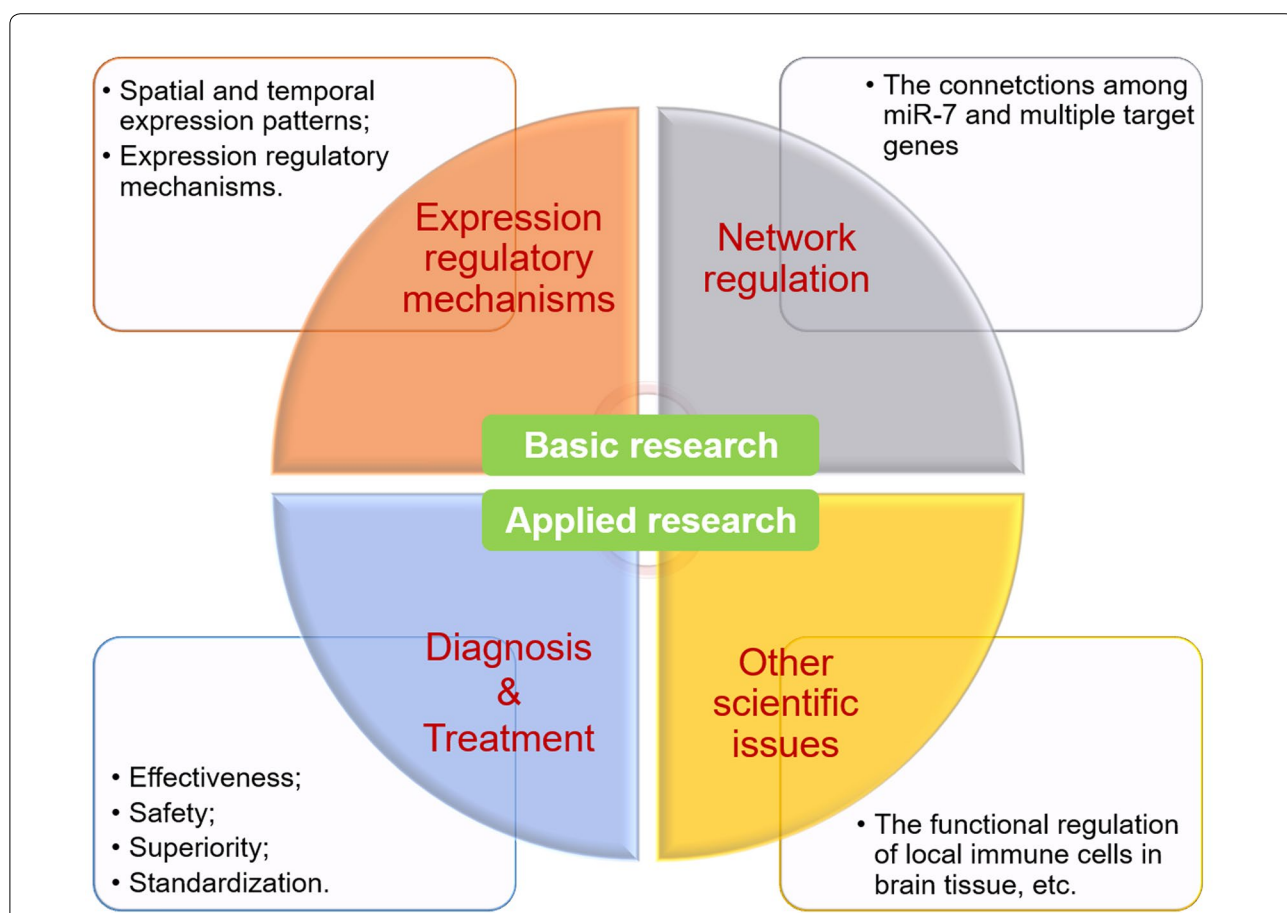 • Spatial and temporal
expression patterns;
• Expression regulatory
mechanisms.
• The connetctions among
miR-7 and multiple target
genes
Expression
regulatory
mechanisms
Network
regulation
Basic research
Applied research
Diagnosis
&
Treatment
Other
scientific
issues
• Effectiveness;
• Safety;
• Superiority;
• Standardization.
• The functional regulation
of local immune cells in
brain tissue, etc.